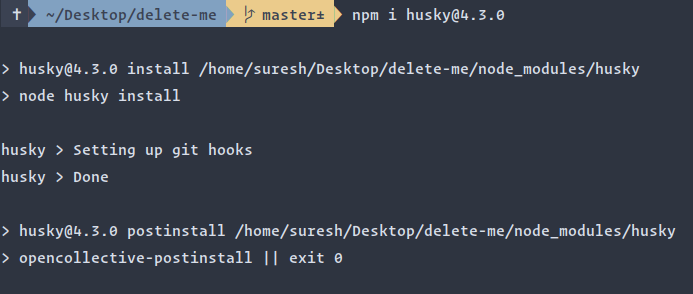 ✝ ~/Desktop/delete-me master± npm i husky@4.3.0
> husky@4.3.0 install /home/suresh/Desktop/delete-me/node_modules/husky
> node husky install
husky > Setting up git hooks
husky > Done
> husky@4.3.0 postinstall /home/suresh/Desktop/delete-me/node_modules/husky
> opencollective-postinstall || exit 0